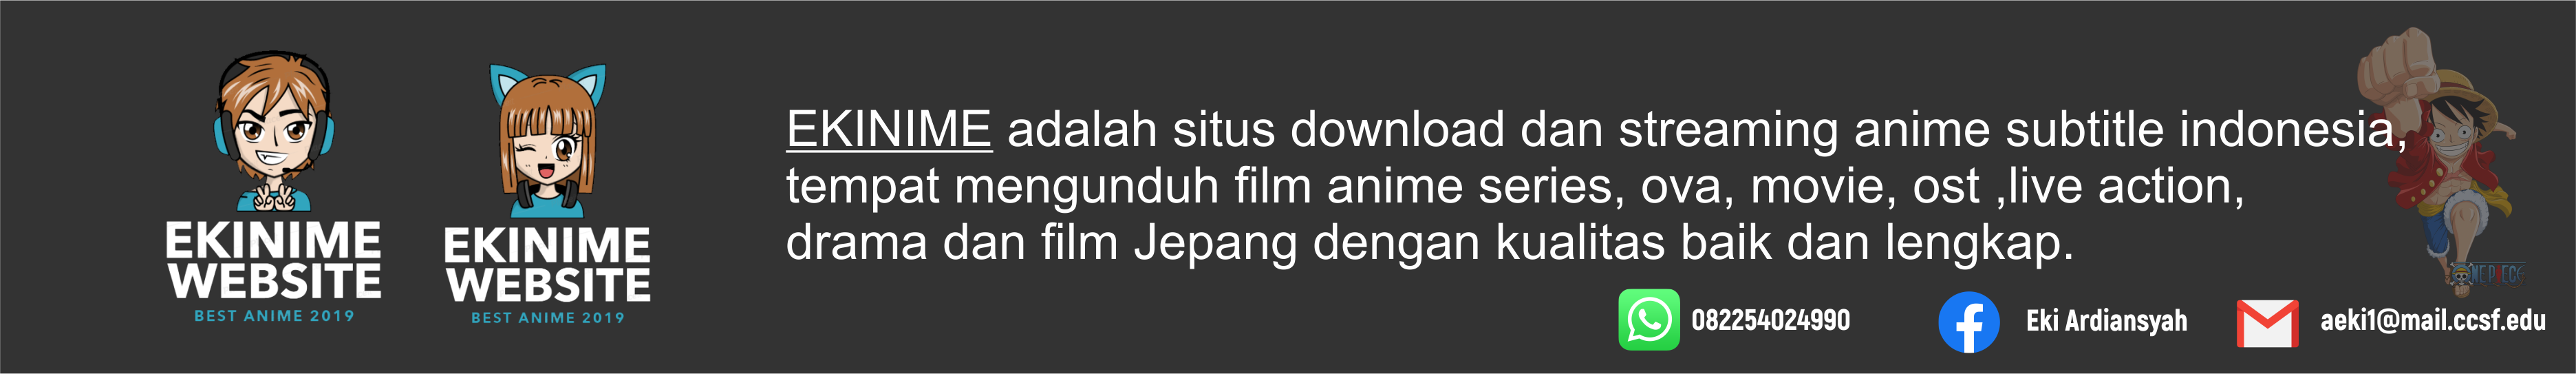 EKINIME
WEBSITE
BEST ANIME 2019
EKINIME
WEBSITE
BEST ANIME 2019
EKINIME adalah situs download dan streaming anime subtitle indonesia,
tempat mengunduh film anime series, ova, movie, ost ,live action,
drama dan film Jepang dengan kualitas baik dan lengkap.
ONE PIECE
082254024990
Eki Ardiansyah
aeki1@mail.ccsf.edu